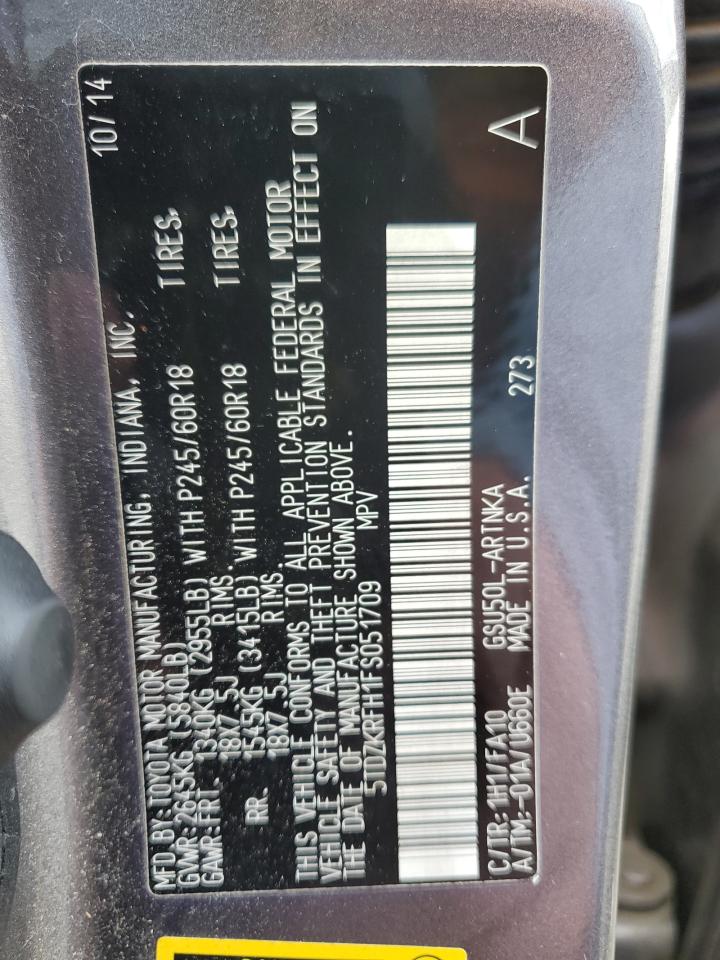 MFD BY:TOYOTA MOTOR MANUFACTURING, INDIANA, INC. 10/14
GVWR:2645KG (5840LB)
GAWR:FRT. 1340KG (2955LB) WITH P245/60R18 TIRES,
18X7.5J RIMS.
RR. 1545KG (3415LB) WITH P245/60R18 TIRES,
18X7.5J RIMS.
THIS VEHICLE CONFORMS TO ALL APPLICABLE FEDERAL MOTOR
VEHICLE SAFETY AND THEFT PREVENTION STANDARDS IN EFFECT ON
THE DATE OF MANUFACTURE SHOWN ABOVE.
5TDZKRFH1FS051709 MPV
C/TR:1H1/FA10 GSU50L-ARTNKA
A/TM:-01A/U660E MADE IN U.S.A. 273 A